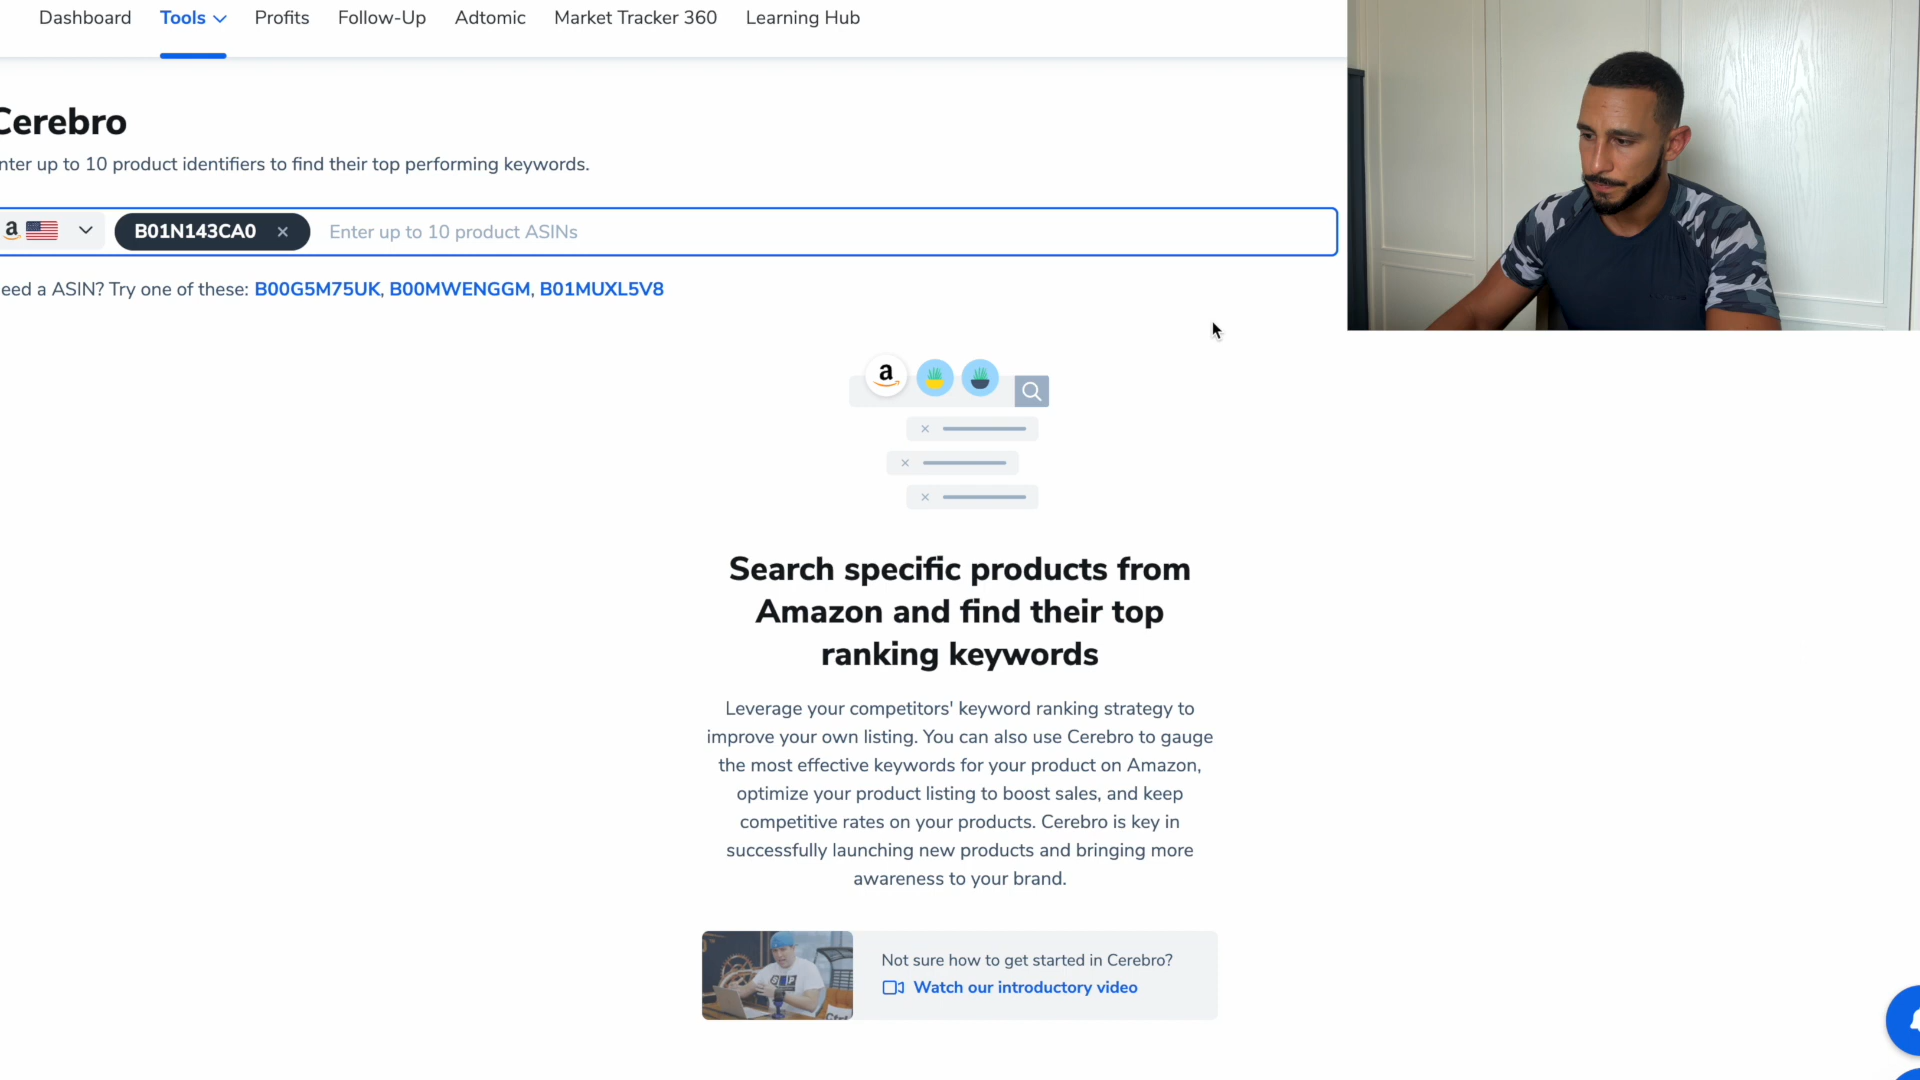 Dashboard Tools Profits Follow-Up Adtomic Market Tracker 360 Learning Hub
Cerebro
nter up to 10 product identifiers to find their top performing keywords.
a B01N143CA0 × Enter up to 10 product ASINs
eed a ASIN? Try one of these: B00G5M75UK, B00MWENGGM, B01MUXL5V8
a
Search specific products from
Amazon and find their top
ranking keywords
Leverage your competitors' keyword ranking strategy to
improve your own listing. You can also use Cerebro to gauge
the most effective keywords for your product on Amazon,
optimize your product listing to boost sales, and keep
competitive rates on your products. Cerebro is key in
successfully launching new products and bringing more
awareness to your brand.
Not sure how to get started in Cerebro?
Watch our introductory video